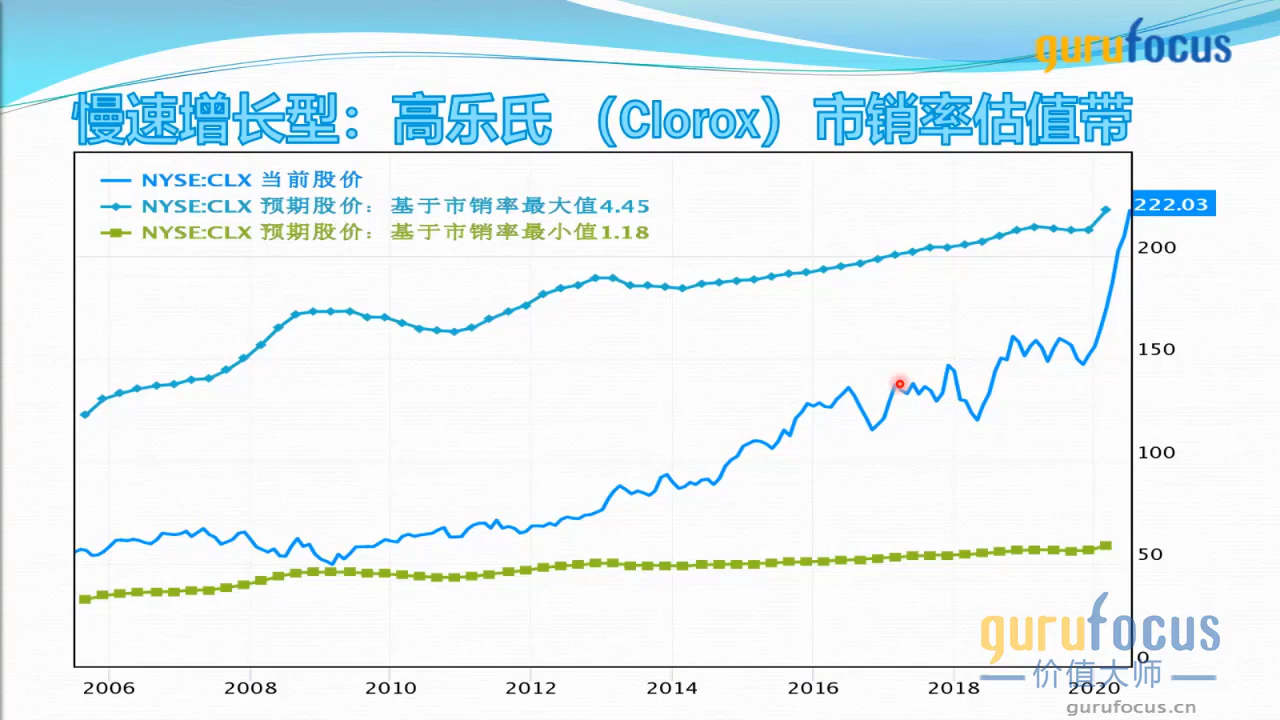 gurufocus
慢速增长型：高乐氏 （Clorox）市销率估值带
NYSE:CLX 当前股价
NYSE:CLX 预期股价：基于市销率最大值4.45
NYSE:CLX 预期股价：基于市销率最小值1.18
222.03
200
150
100
50
0
gurufocus
价值大师
2006 2008 2010 2012 2014 2016 2018 2020
gurufocus.cn